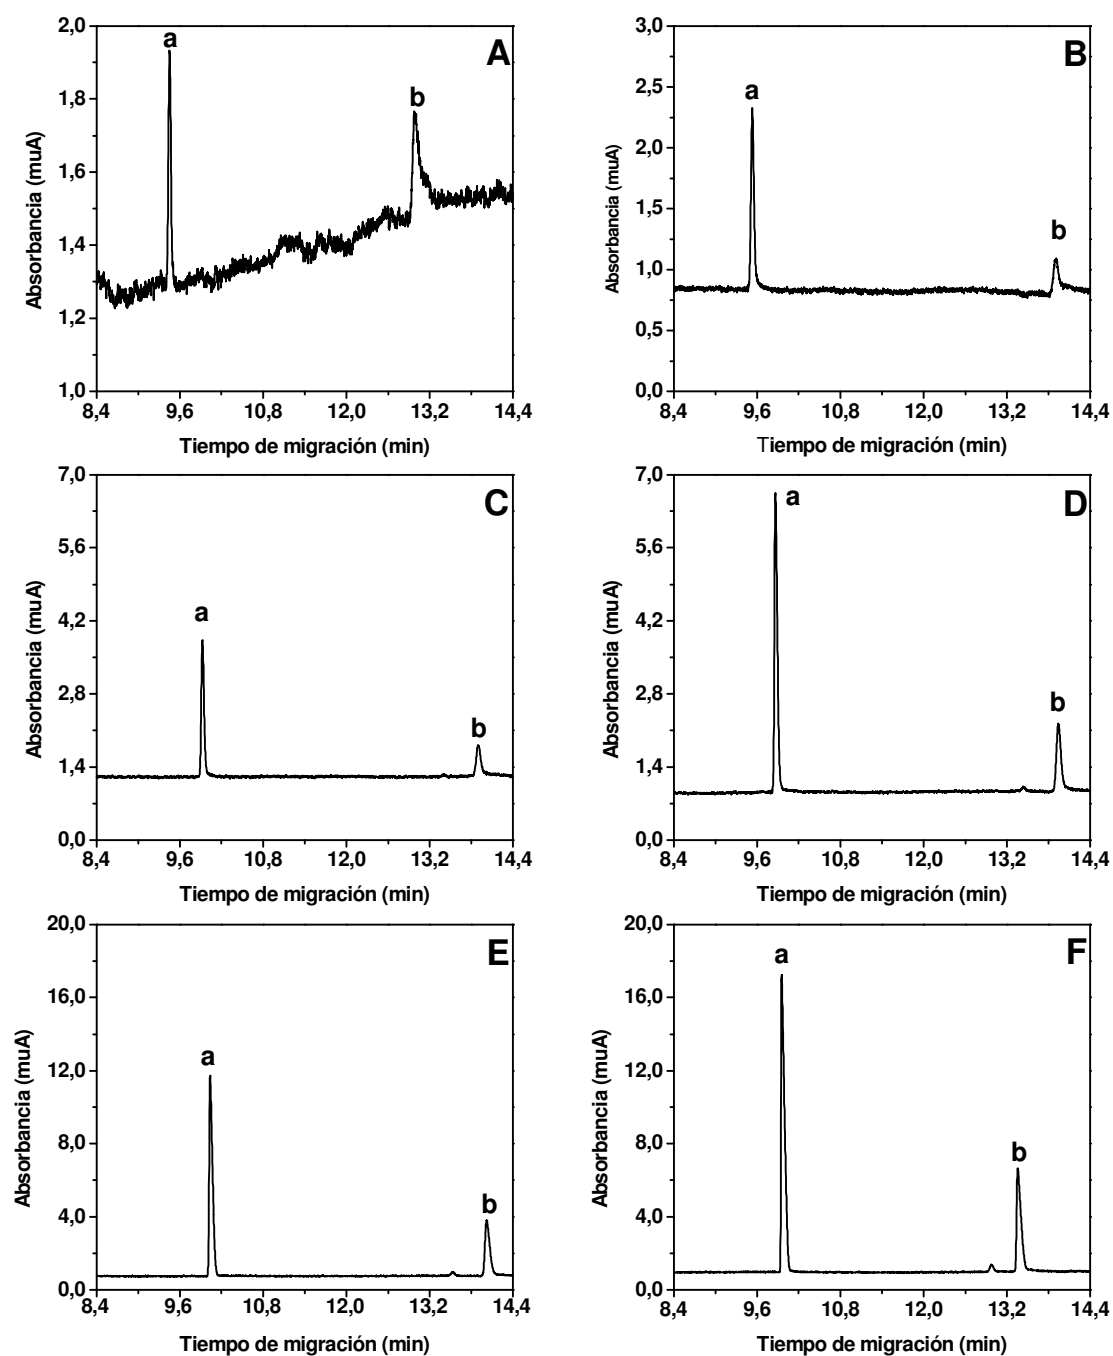 2,0
1,8
1,6
1,4
1,2
1,0
8,4 9,6 10,8 12,0 13,2 14,4
Absorbancia (muA)
Tiempo de migración (min)
a
b
A
3,0
2,5
2,0
1,5
1,0
0,5
0,0
8,4 9,6 10,8 12,0 13,2 14,4
Absorbancia (muA)
Tiempo de migración (min)
a
b
B
7,0
5,6
4,2
2,8
1,4
0,0
8,4 9,6 10,8 12,0 13,2 14,4
Absorbancia (muA)
Tiempo de migración (min)
a
b
C
7,0
5,6
4,2
2,8
1,4
0,0
8,4 9,6 10,8 12,0 13,2 14,4
Absorbancia (muA)
Tiempo de migración (min)
a
b
D
20,0
16,0
12,0
8,0
4,0
0,0
8,4 9,6 10,8 12,0 13,2 14,4
Absorbancia (muA)
Tiempo de migración (min)
a
b
E
20,0
16,0
12,0
8,0
4,0
0,0
8,4 9,6 10,8 12,0 13,2 14,4
Absorbancia (muA)
Tiempo de migración (min)
a
b
F